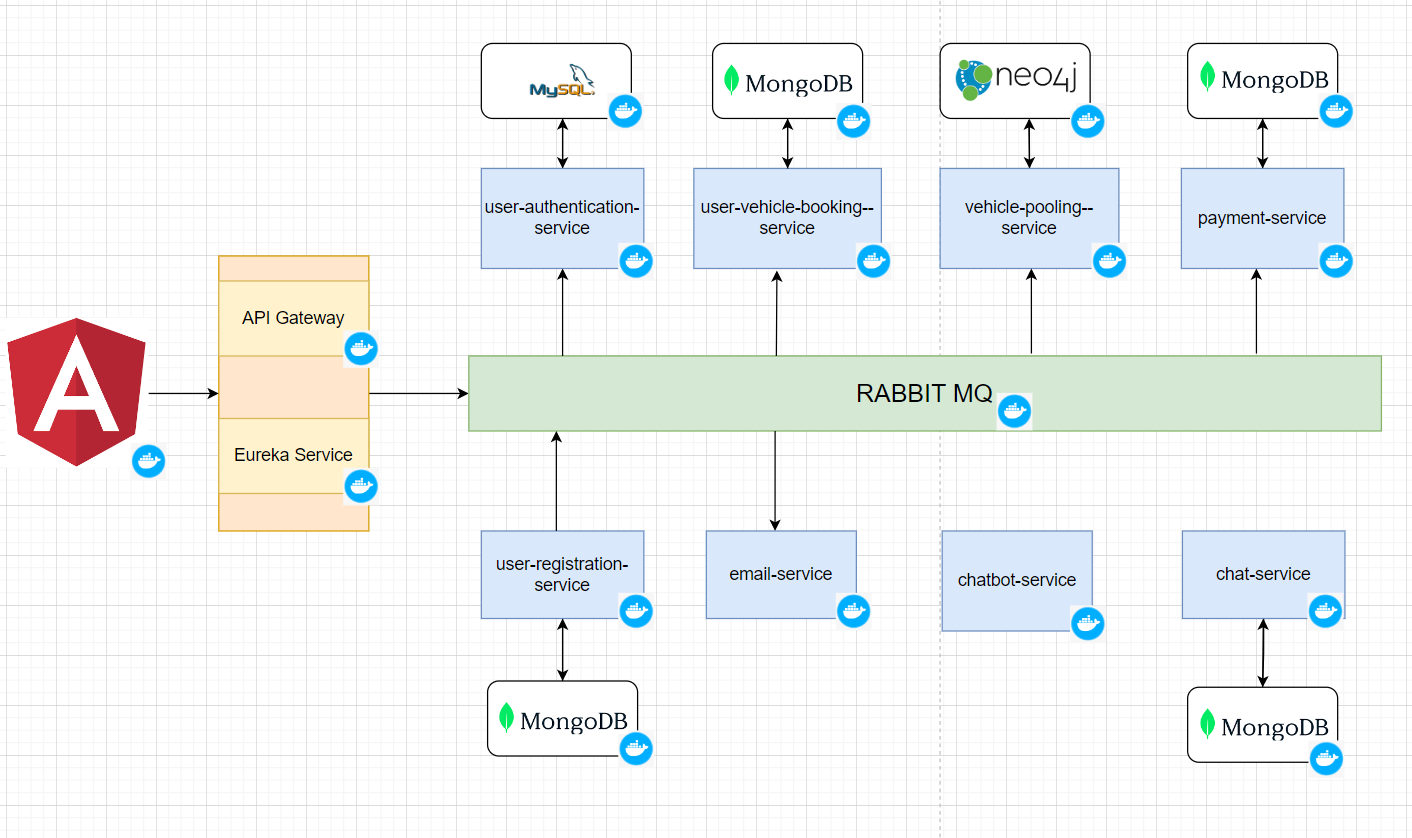 MySQL
MongoDB
neo4j
MongoDB
user-authentication-
service
user-vehicle-booking--
service
vehicle-pooling--
service
payment-service
API Gateway
Eureka Service
RABBIT MQ
user-registration-
service
email-service
chatbot-service
chat-service
MongoDB
MongoDB